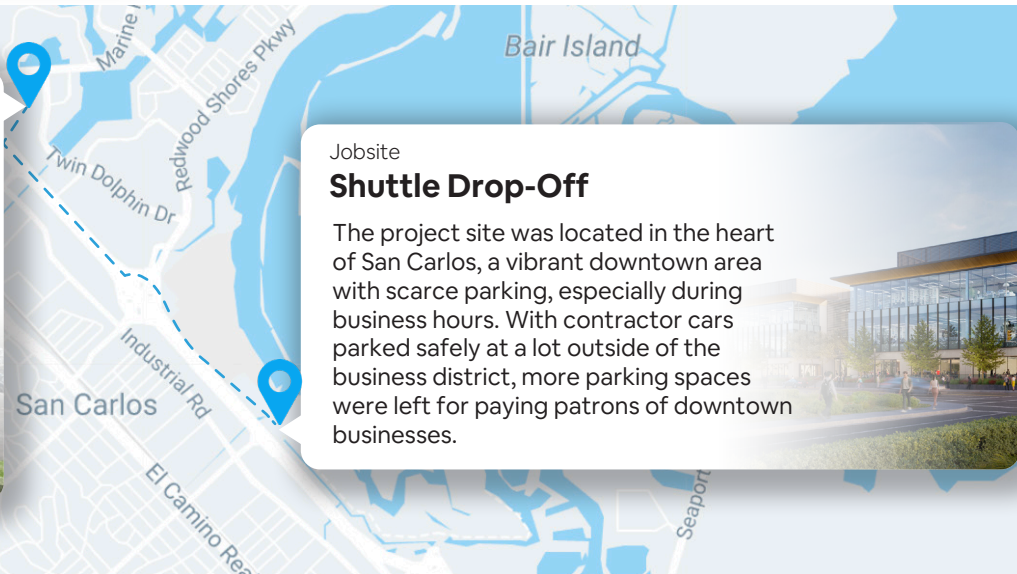 Marine
Redwood Shores Pkwy
Bair Island
Twin Dolphin Dr
Jobsite
Shuttle Drop-Off
The project site was located in the heart
of San Carlos, a vibrant downtown area
with scarce parking, especially during
business hours. With contractor cars
parked safely at a lot outside of the
business district, more parking spaces
were left for paying patrons of downtown
businesses.
Industrial Rd
San Carlos
El Camino Rea
Seaport